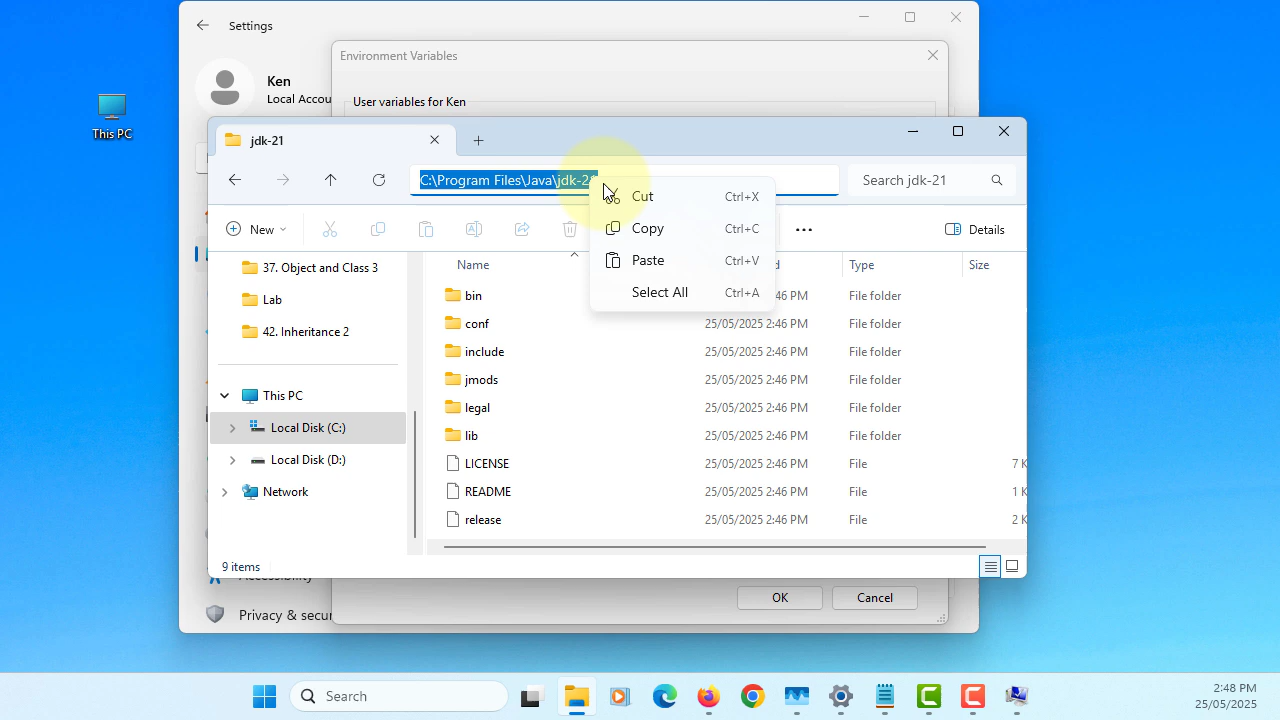 Settings
Environment Variables
Ken
Local Accou
This PC
User variables for Ken
jdk-21
C:\Program Files\Java\jdk-21
Search jdk-21
Cut Ctrl+X
Copy Ctrl+C
Paste Ctrl+V
Select All Ctrl+A
New
Details
37. Object and Class 3
Lab
42. Inheritance 2
This PC
Local Disk (C:)
Local Disk (D:)
Network
Name d Type Size
bin 25/05/2025 2:46 PM File folder
conf 25/05/2025 2:46 PM File folder
include 25/05/2025 2:46 PM File folder
jmods 25/05/2025 2:46 PM File folder
legal 25/05/2025 2:46 PM File folder
lib 25/05/2025 2:46 PM File folder
LICENSE 25/05/2025 2:46 PM File 7 K
README 25/05/2025 2:46 PM File 1 K
release 25/05/2025 2:46 PM File 2 K
9 items
Accessibility
Privacy & secur
OK
Cancel
Search
2:48 PM
25/05/2025